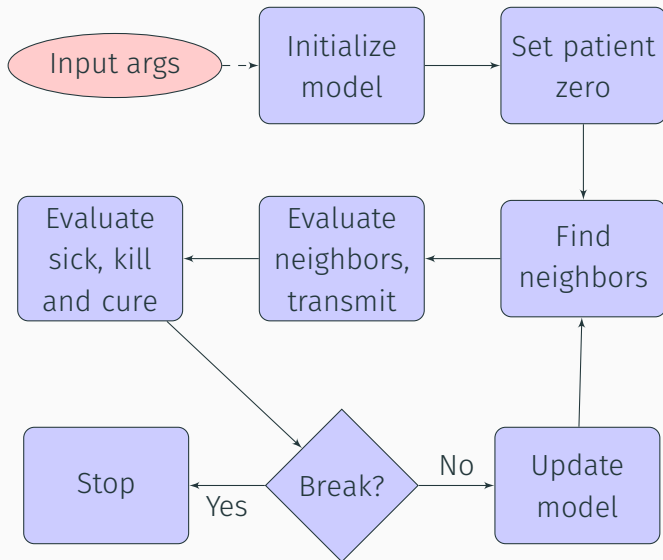 Input args
Initialize
model
Set patient
zero
Evaluate
sick, kill
and cure
Evaluate
neighbors,
transmit
Find
neighbors
Stop
Yes
Break?
No
Update
model